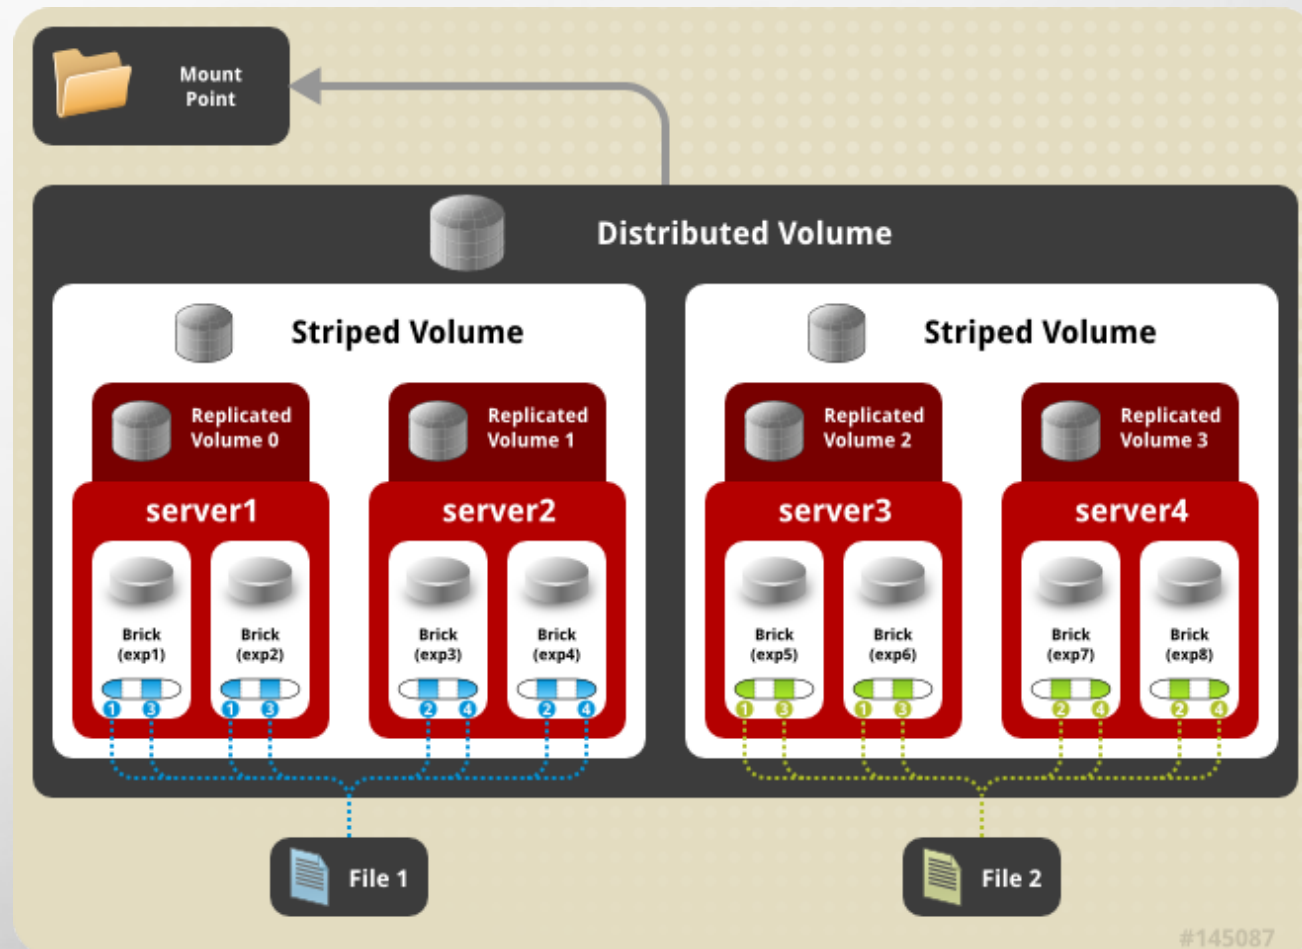 Mount
Point
Distributed Volume
Striped Volume
Striped Volume
Replicated
Volume 0
Replicated
Volume 1
Replicated
Volume 2
Replicated
Volume 3
server1
server2
server3
server4
Brick
(exp1)
Brick
(exp2)
Brick
(exp3)
Brick
(exp4)
Brick
(exp5)
Brick
(exp6)
Brick
(exp7)
Brick
(exp8)
1 3
1 3
2 4
2 4
1 3
1 3
2 4
2 4
File 1
File 2
#145087